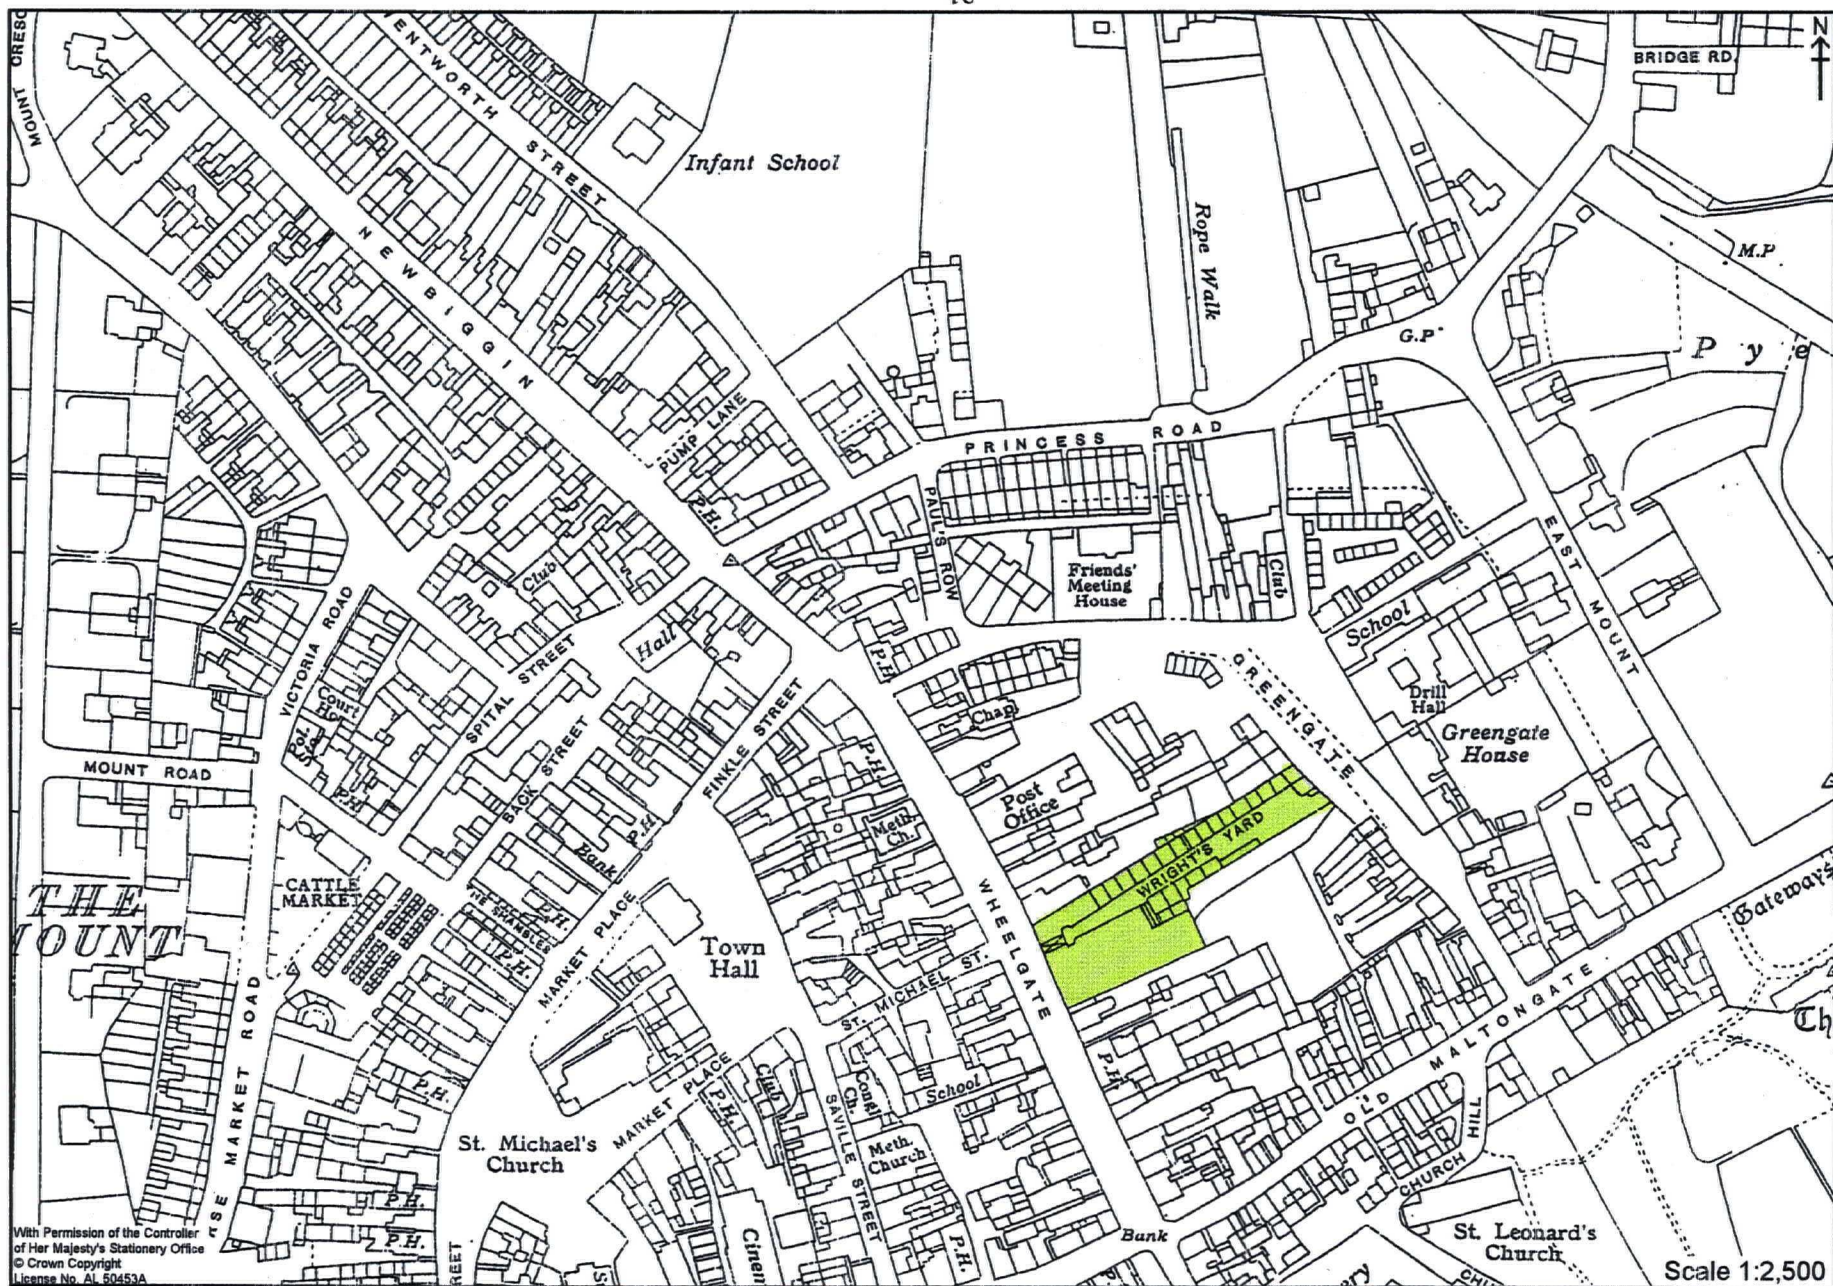 N
BRIDGE RD.
MOUNT
WENTWORTH STREET
Infant School
Rope Walk
M.P
NEWBIGGIN
G.P
Pye
PUMP LANE
PRINCESS ROAD
P.H.
PAUL'S ROW
EAST MOUNT
Club
Friends'
Meeting
House
Club
School
VICTORIA ROAD
SPITAL STREET
Hall
P.H.
GREENGATE
Drill
Hall
Greengate
House
Court
Ho.
Pol.
Sta.
MOUNT ROAD
P.H.
BACK STREET
FINKLE STREET
Chap.
P.H.
Post
Office
Meth.
Ch.
WRIGHT'S YARD
P.H.
Bank
CATTLE
MARKET
THE SHAMBLES
P.H.
P.H.
THE
MOUNT
MARKET PLACE
Town
Hall
WHEELGATE
Gateways
ST. MICHAEL ST.
Th
MARKET ROAD
P.H.
MARKET PLACE
P.H.
Club
SAVILLE STREET
Congl.
Ch.
School
P.H.
OLD MALTONGATE
MARKET PLACE
St. Michael's
Church
Meth.
Church
CHURCH HILL
P.H.
P.H.
P.H.
Bank
St. Leonard's
Church
With Permission of the Controller
of Her Majesty's Stationery Office
© Crown Copyright
License No. AL 50453A
Scale 1:2,500